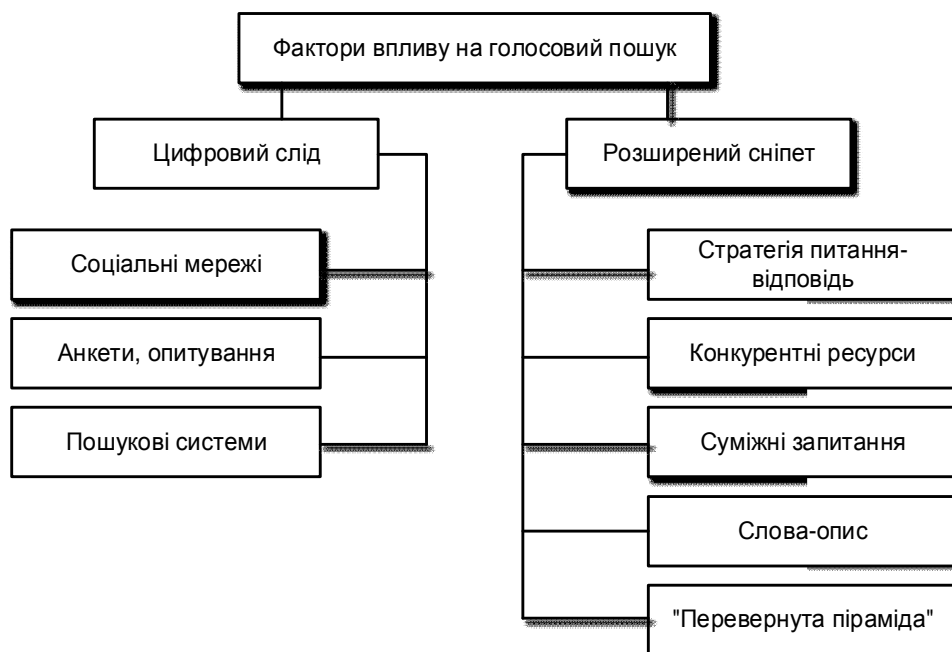 Фактори впливу на голосовий пошук
Цифровий слід
Розширений сніпет
Соціальні мережі
Анкети, опитування
Пошукові системи
Стратегія питання-
відповідь
Конкурентні ресурси
Суміжні запитання
Слова-опис
"Перевернута піраміда"